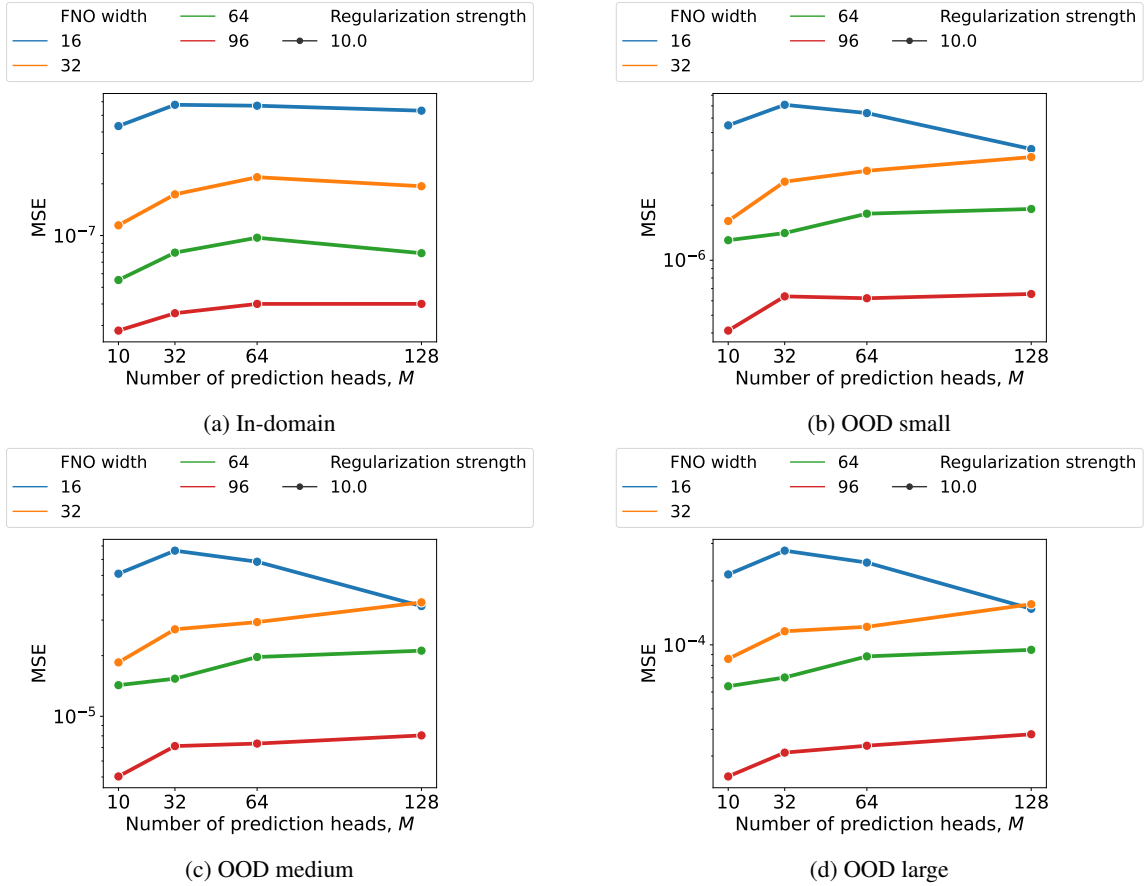 FNO width 64 Regularization strength
16 96 10.0
32
MSE
10⁻⁷
10 32 64 128
Number of prediction heads, M
(a) In-domain
FNO width 64 Regularization strength
16 96 10.0
32
MSE
10⁻⁶
10 32 64 128
Number of prediction heads, M
(b) OOD small
FNO width 64 Regularization strength
16 96 10.0
32
MSE
10⁻⁵
10 32 64 128
Number of prediction heads, M
(c) OOD medium
FNO width 64 Regularization strength
16 96 10.0
32
MSE
10⁻⁴
10 32 64 128
Number of prediction heads, M
(d) OOD large